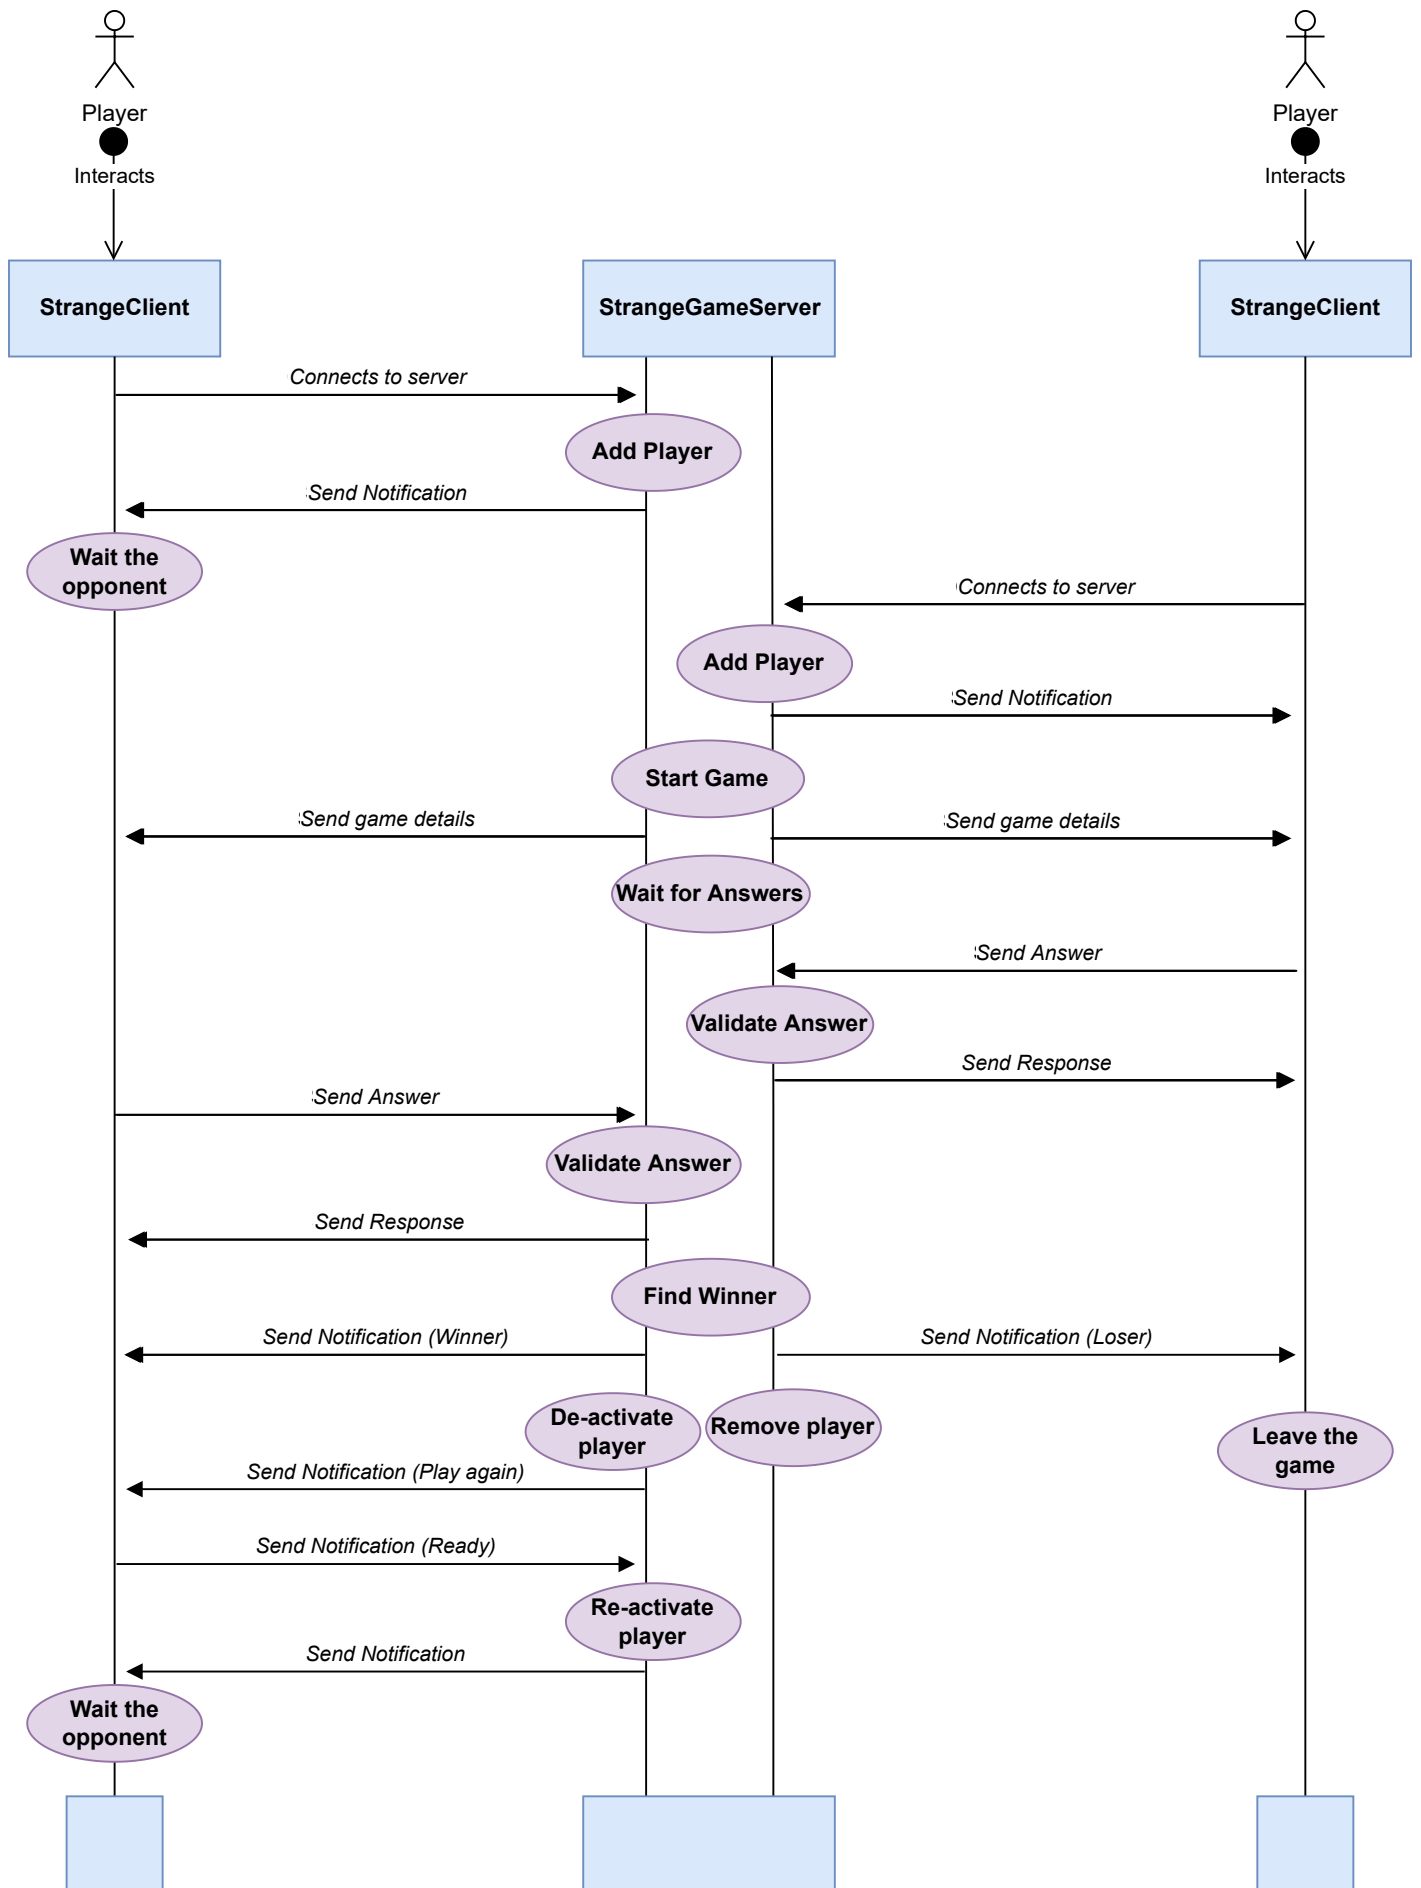 Player
Player
Interacts
Interacts
StrangeClient
StrangeGameServer
StrangeClient
Connects to server
Add Player
Send Notification
Wait the
opponent
Connects to server
Add Player
Send Notification
Start Game
Send game details
Send game details
Wait for Answers
Send Answer
Validate Answer
Send Response
Send Answer
Validate Answer
Send Response
Find Winner
Send Notification (Winner)
Send Notification (Loser)
De-activate
player
Remove player
Leave the
game
Send Notification (Play again)
Send Notification (Ready)
Re-activate
player
Send Notification
Wait the
opponent